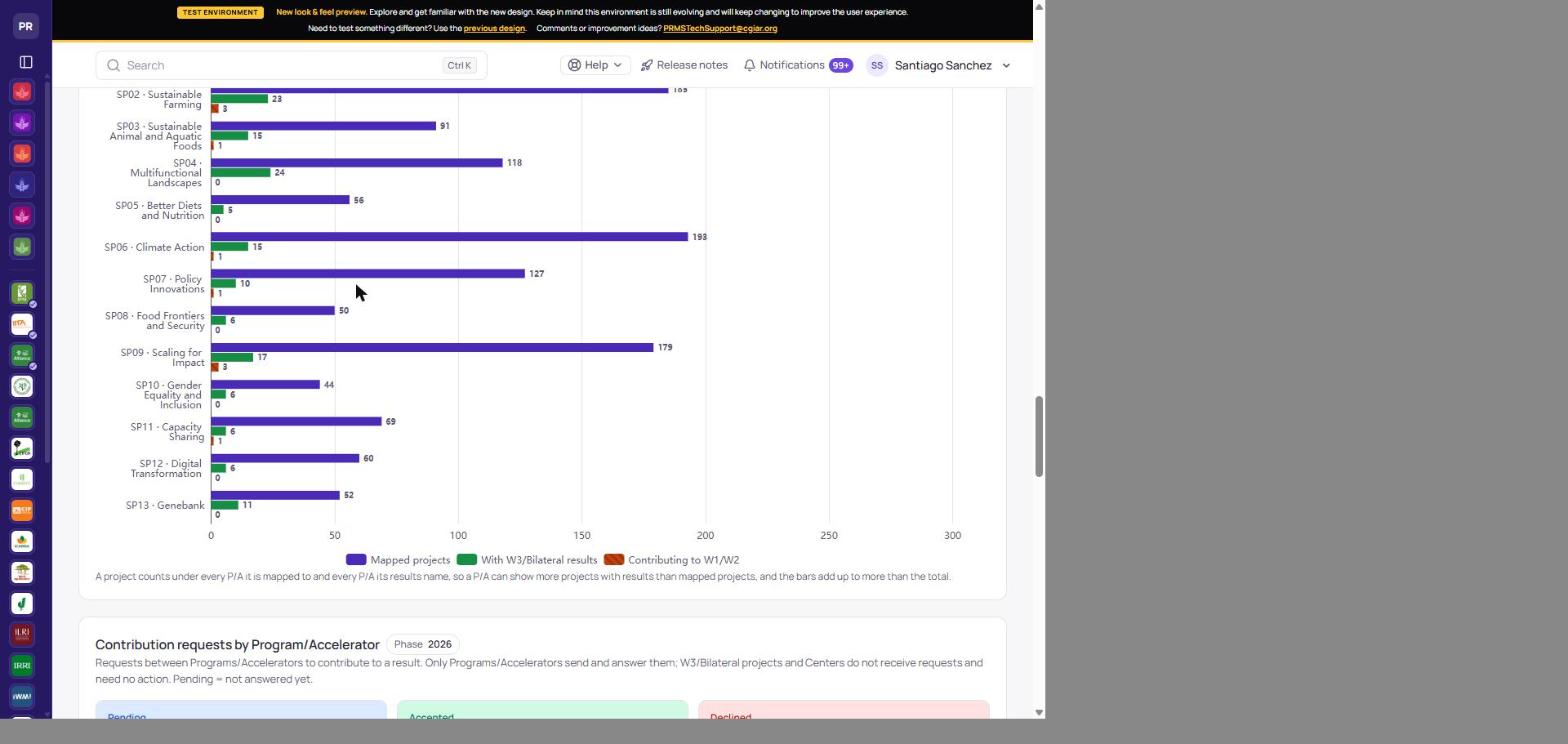 PR
TEST ENVIRONMENT
New look & feel preview. Explore and get familiar with the new design. Keep in mind this environment is still evolving and will keep changing to improve the user experience.
Need to test something different? Use the previous design. Comments or improvement ideas? PRMSTechSupport@cgiar.org
Search
Ctrl K
Help
Release notes
Notifications 99+
SS Santiago Sanchez
SP02 · Sustainable
Farming
23
3
SP03 · Sustainable
Animal and Aquatic
Foods
91
15
1
SP04 ·
Multifunctional
Landscapes
118
24
0
SP05 · Better Diets
and Nutrition
56
5
0
SP06 · Climate Action
193
15
1
SP07 · Policy
Innovations
127
10
1
SP08 · Food Frontiers
and Security
50
6
0
SP09 · Scaling for
Impact
179
17
3
SP10 · Gender
Equality and
Inclusion
44
6
0
SP11 · Capacity
Sharing
69
6
1
SP12 · Digital
Transformation
60
6
0
SP13 · Genebank
52
11
0
0 50 100 150 200 250 300
Mapped projects With W3/Bilateral results Contributing to W1/W2
A project counts under every P/A it is mapped to and every P/A its results name, so a P/A can show more projects with results than mapped projects, and the bars add up to more than the total.
Contribution requests by Program/Accelerator Phase 2026
Requests between Programs/Accelerators to contribute to a result. Only Programs/Accelerators send and answer them; W3/Bilateral projects and Centers do not receive requests and
need no action. Pending = not answered yet.
Pending Accepted Declined
ILRI
IRRI
IWMI